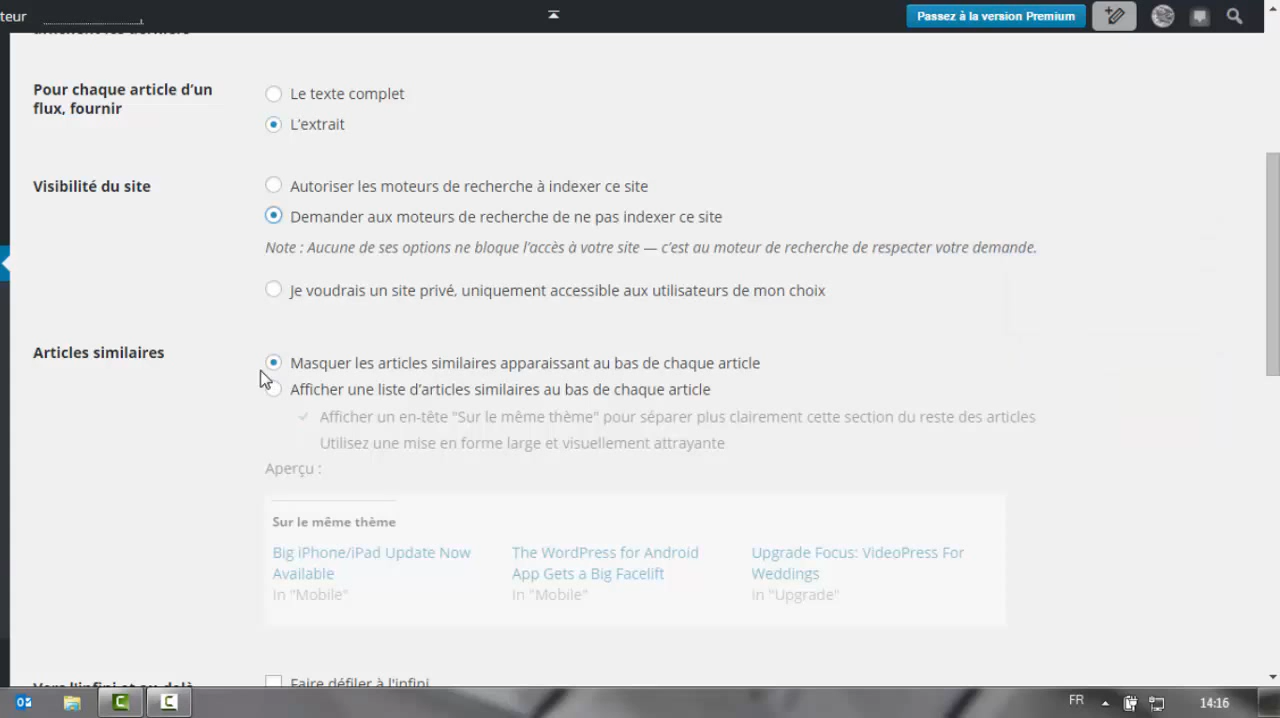 teur
Passez à la version Premium
Pour chaque article d'un
flux, fournir
Le texte complet
L'extrait
Visibilité du site
Autoriser les moteurs de recherche à indexer ce site
Demander aux moteurs de recherche de ne pas indexer ce site
Note : Aucune de ses options ne bloque l'accès à votre site — c'est au moteur de recherche de respecter votre demande.
Je voudrais un site privé, uniquement accessible aux utilisateurs de mon choix
Articles similaires
Masquer les articles similaires apparaissant au bas de chaque article
Afficher une liste d'articles similaires au bas de chaque article
Afficher un en-tête "Sur le même thème" pour séparer plus clairement cette section du reste des articles
Utilisez une mise en forme large et visuellement attrayante
Aperçu :
Sur le même thème
Big iPhone/iPad Update Now
Available
In "Mobile"
The WordPress for Android
App Gets a Big Facelift
In "Mobile"
Upgrade Focus: VideoPress For
Weddings
In "Upgrade"
Vers l'infini et au-delà
Faire défiler à l'infini
FR
14:16